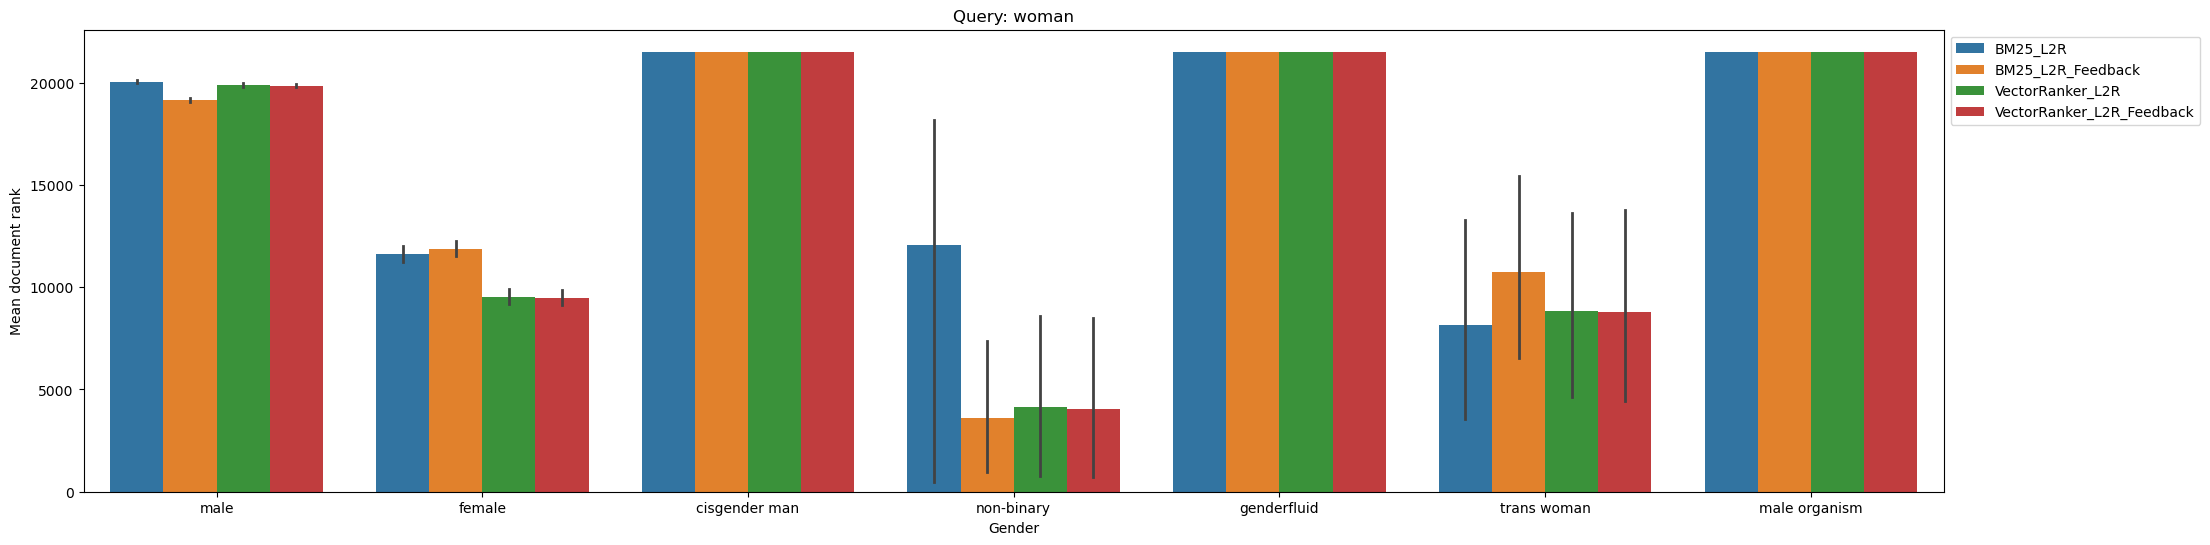 Query: woman
BM25_L2R
BM25_L2R_Feedback
VectorRanker_L2R
VectorRanker_L2R_Feedback
Mean document rank
20000
15000
10000
5000
0
male female cisgender man non-binary genderfluid trans woman male organism
Gender